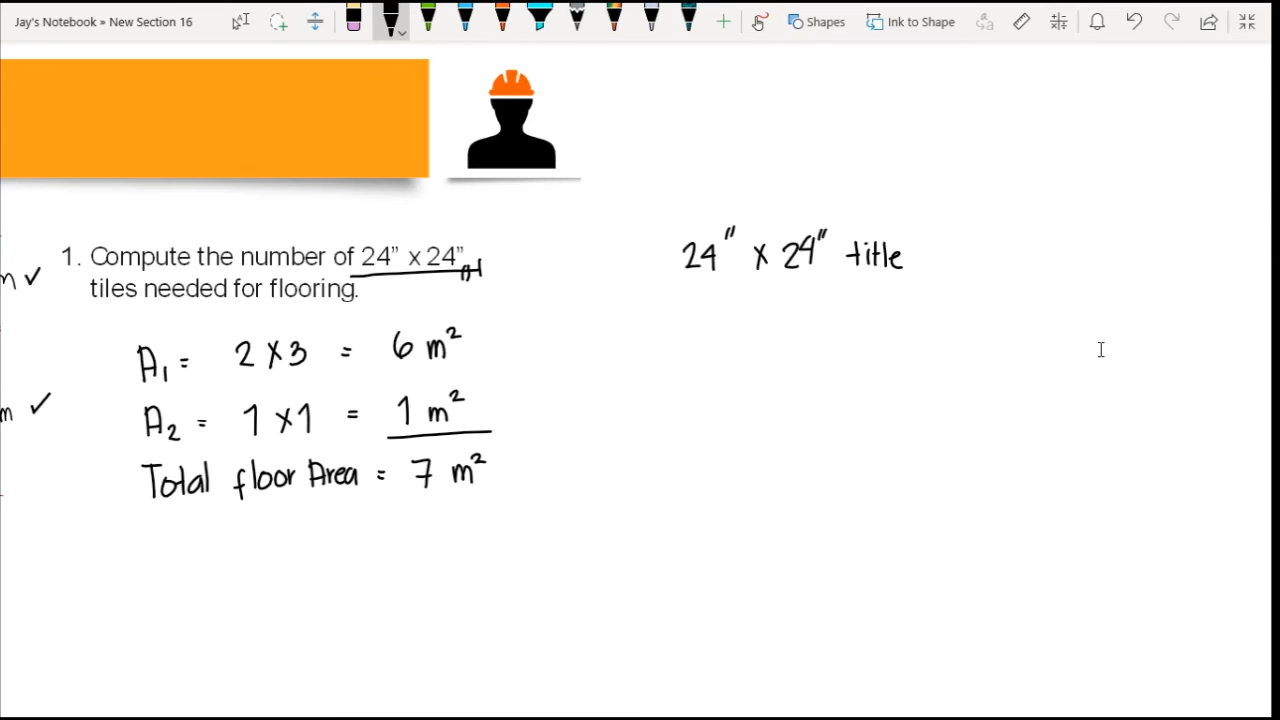 Jay's Notebook » New Section 16
Shapes
Ink to Shape
1. Compute the number of 24” x 24”
tiles needed for flooring.
m ✓
m ✓
A₁ = 2 x 3 = 6 m²
A₂ = 1 x 1 = 1 m²
Total floor Area = 7 m²
24" x 24" title